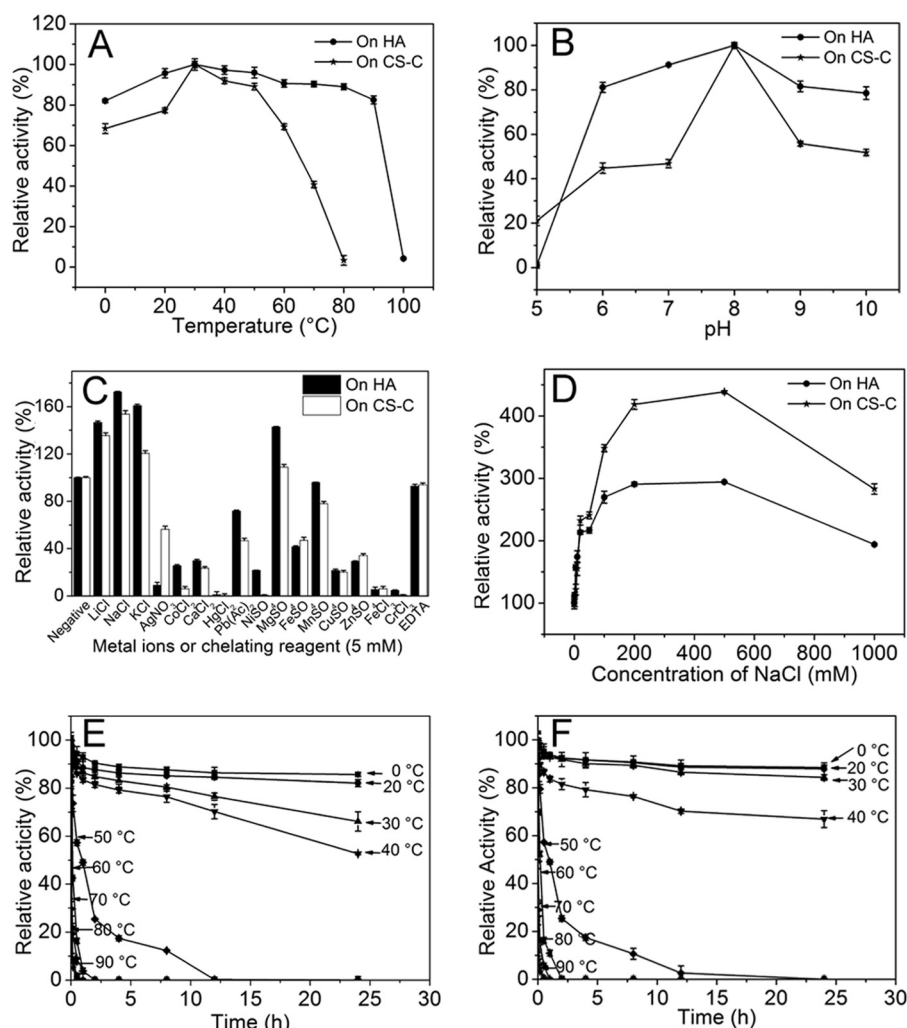 A
On HA
On CS-C
Relative activity (%)
120
100
80
60
40
20
0
0 20 40 60 80 100
Temperature (°C)
B
On HA
On CS-C
Relative activity (%)
100
80
60
40
20
0
5 6 7 8 9 10
pH
C
On HA
On CS-C
Relative activity (%)
160
120
80
40
0
Negative
LiCl
NaCl
KCl
AgNO3
CoCl2
CaCl2
HgCl2
Pb(Ac)2
NiSO4
MgSO4
FeSO4
MnSO4
CuSO4
ZnSO4
FeCl3
CrCl3
EDTA
Metal ions or chelating reagent (5 mM)
D
On HA
On CS-C
Relative activity (%)
400
300
200
100
0 200 400 600 800 1000
Concentration of NaCl (mM)
E
Relative acticity (%)
100
80
60
40
20
0
0 °C
20 °C
30 °C
40 °C
50 °C
60 °C
70 °C
80 °C
90 °C
0 5 10 15 20 25 30
Time (h)
F
Relative Activity (%)
100
80
60
40
20
0
0 °C
20 °C
30 °C
40 °C
50 °C
60 °C
70 °C
80 °C
90 °C
0 5 10 15 20 25 30
Time (h)